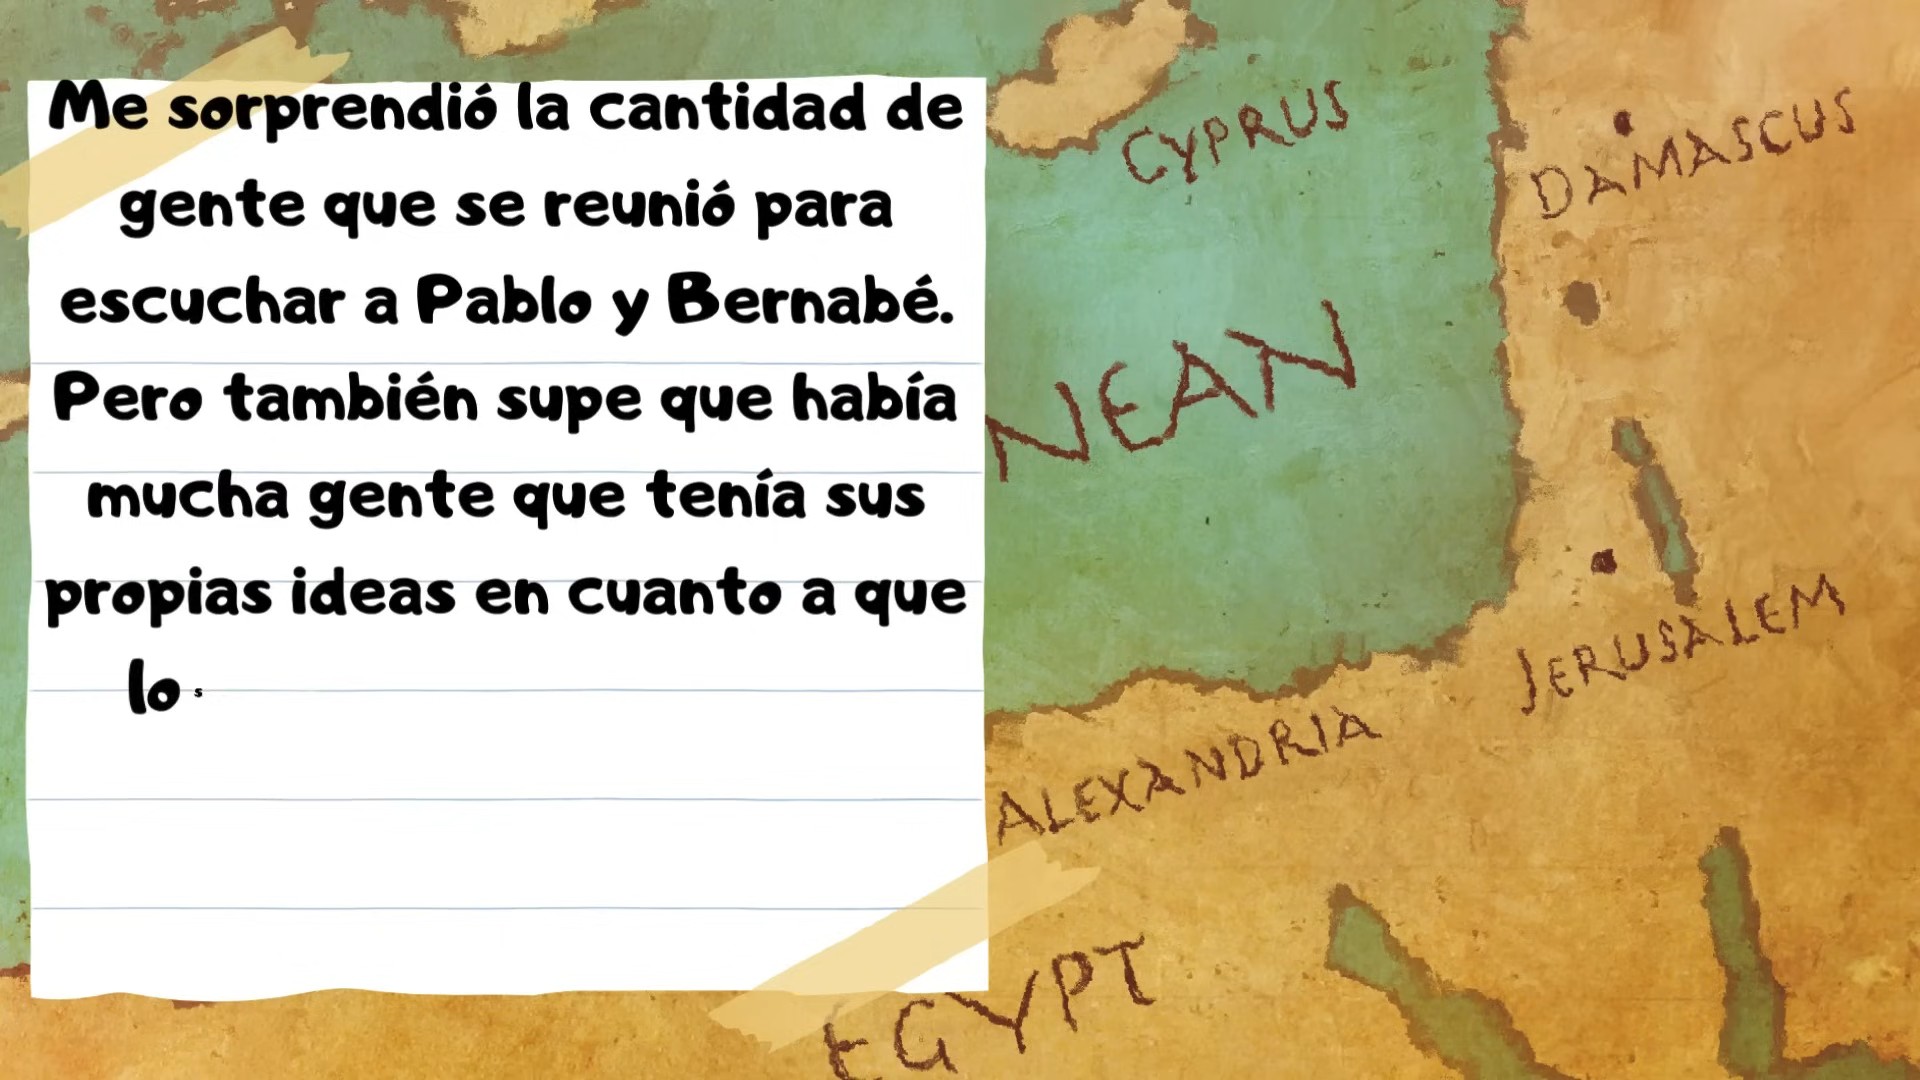 Me sorprendió la cantidad de
gente que se reunió para
escuchar a Pablo y Bernabé.
Pero también supe que había
mucha gente que tenía sus
propias ideas en cuanto a que
lo s
CYPRUS
DAMASCUS
NEAN
JERUSALEM
ALEXANDRIA
EGYPT